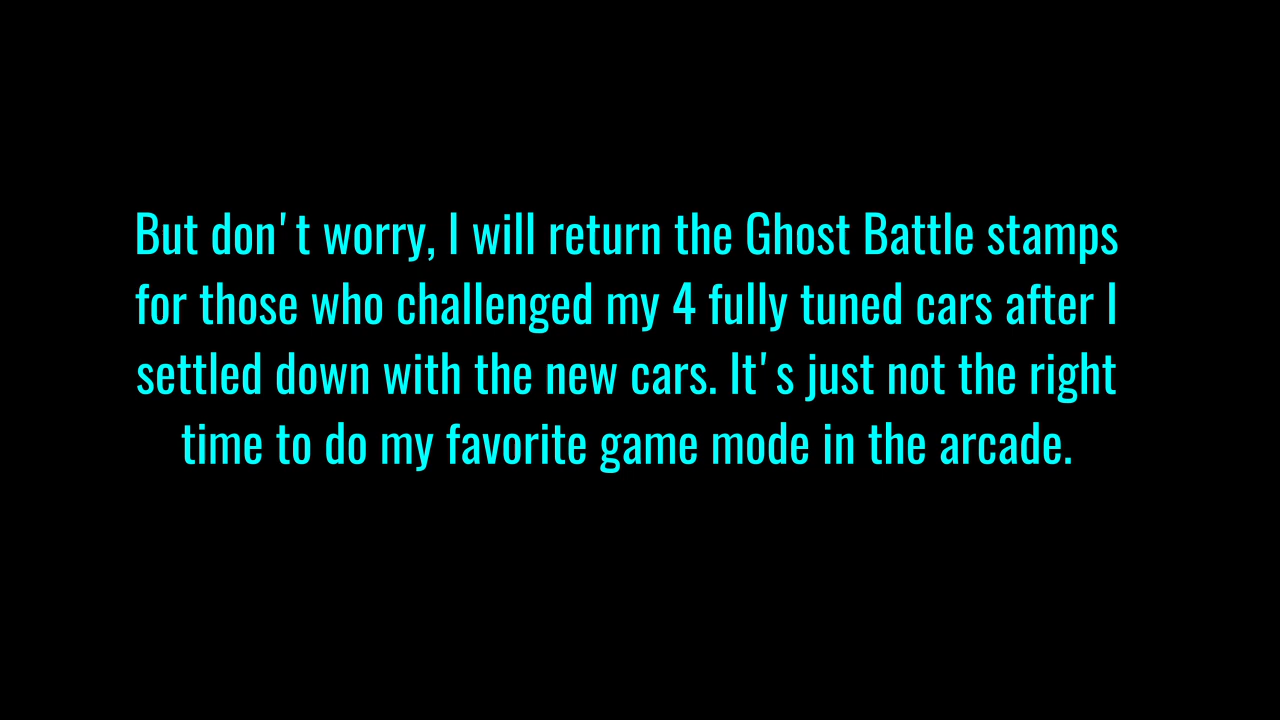 But don't worry, I will return the Ghost Battle stamps
for those who challenged my 4 fully tuned cars after I
settled down with the new cars. It's just not the right
time to do my favorite game mode in the arcade.